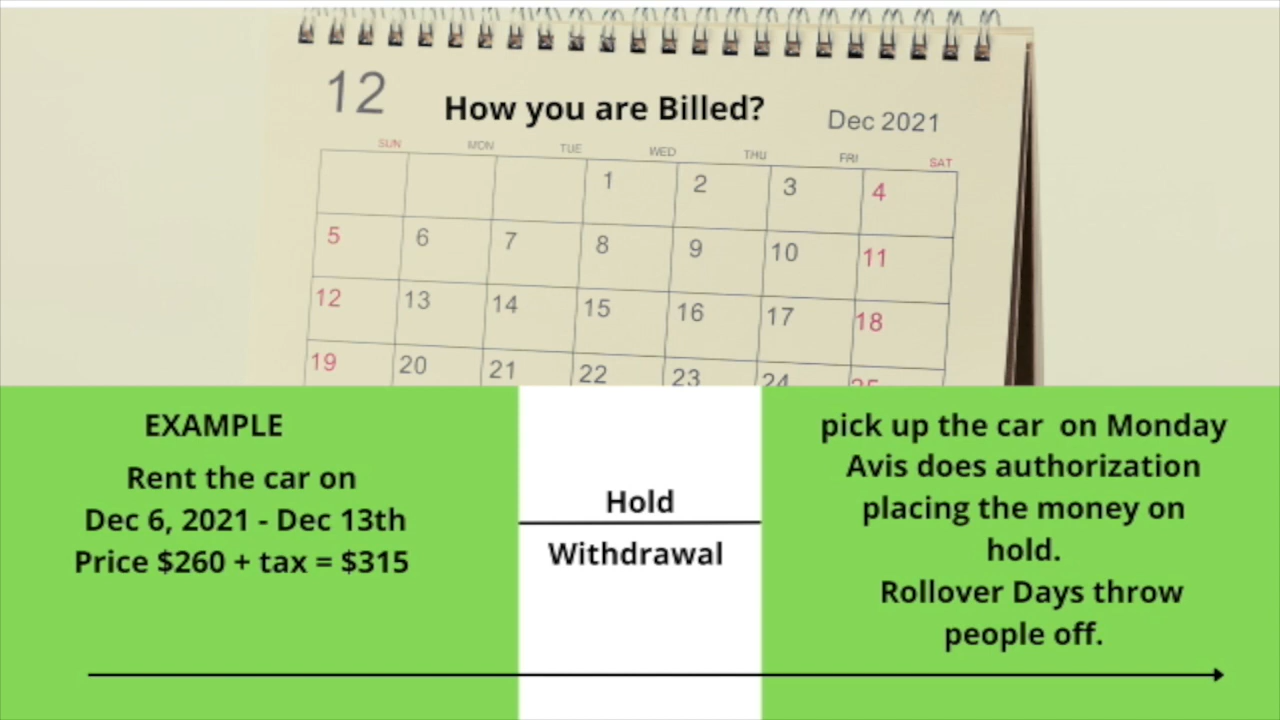 12
How you are Billed?
Dec 2021
SUN MON TUE WED THU FRI SAT
1 2 3 4
5 6 7 8 9 10 11
12 13 14 15 16 17 18
19 20 21 22 23 24 25
EXAMPLE
Rent the car on
Dec 6, 2021 - Dec 13th
Price $260 + tax = $315
Hold
Withdrawal
pick up the car on Monday
Avis does authorization
placing the money on
hold.
Rollover Days throw
people off.